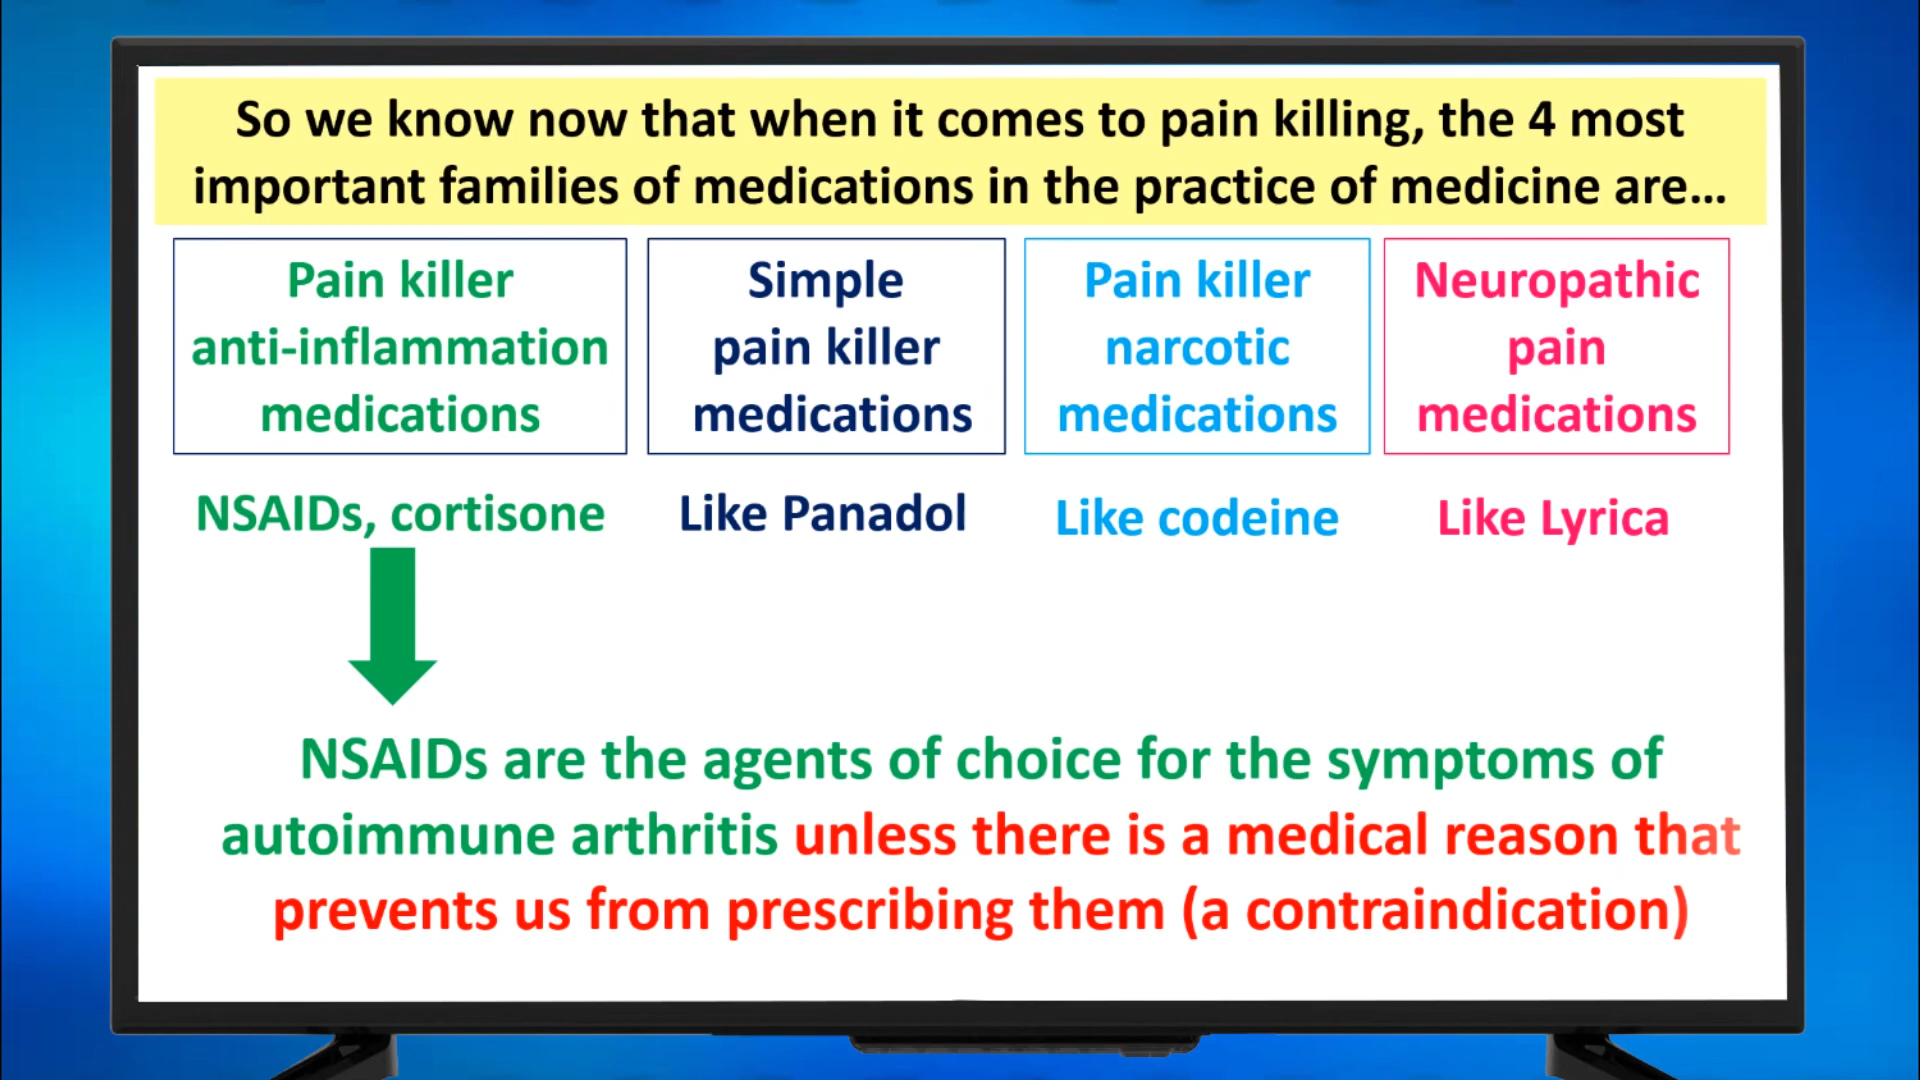 So we know now that when it comes to pain killing, the 4 most
important families of medications in the practice of medicine are...
Pain killer
anti-inflammation
medications
Simple
pain killer
medications
Pain killer
narcotic
medications
Neuropathic
pain
medications
NSAIDs, cortisone
Like Panadol
Like codeine
Like Lyrica
NSAIDs are the agents of choice for the symptoms of
autoimmune arthritis unless there is a medical reason that
prevents us from prescribing them (a contraindication)